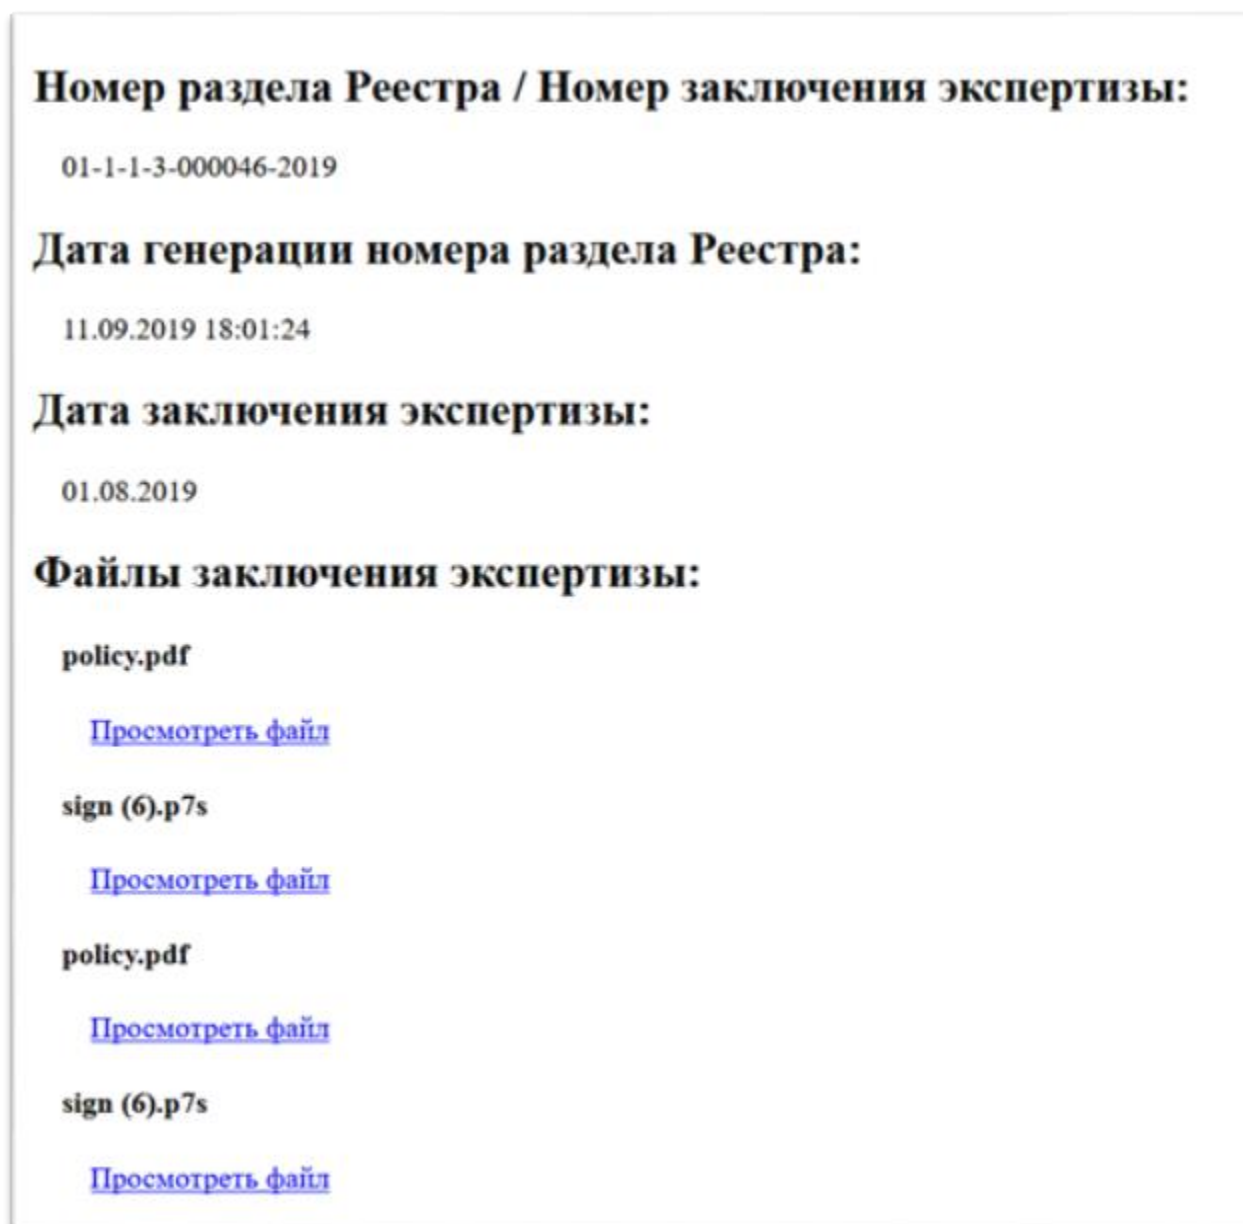 Номер раздела Реестра / Номер заключения экспертизы:
01-1-1-3-000046-2019
Дата генерации номера раздела Реестра:
11.09.2019 18:01:24
Дата заключения экспертизы:
01.08.2019
Файлы заключения экспертизы:
policy.pdf
Просмотреть файл
sign (6).p7s
Просмотреть файл
policy.pdf
Просмотреть файл
sign (6).p7s
Просмотреть файл